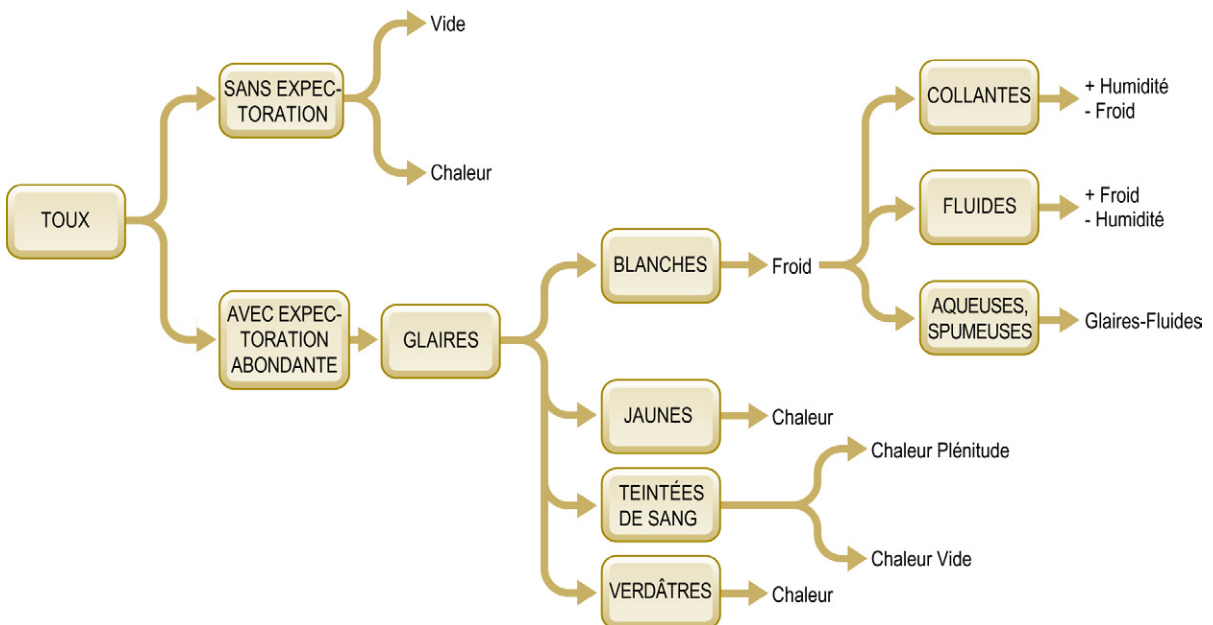 Vide
SANS EXPEC-
TORATION
Chaleur
TOUX
AVEC EXPEC-
TORATION
ABONDANTE
GLAIRES
BLANCHES
Froid
COLLANTES
+ Humidité
- Froid
FLUIDES
+ Froid
- Humidité
AQUEUSES,
SPUMEUSES
Glaires-Fluides
JAUNES
Chaleur
TEINTÉES
DE SANG
Chaleur Plénitude
Chaleur Vide
VERDÂTRES
Chaleur